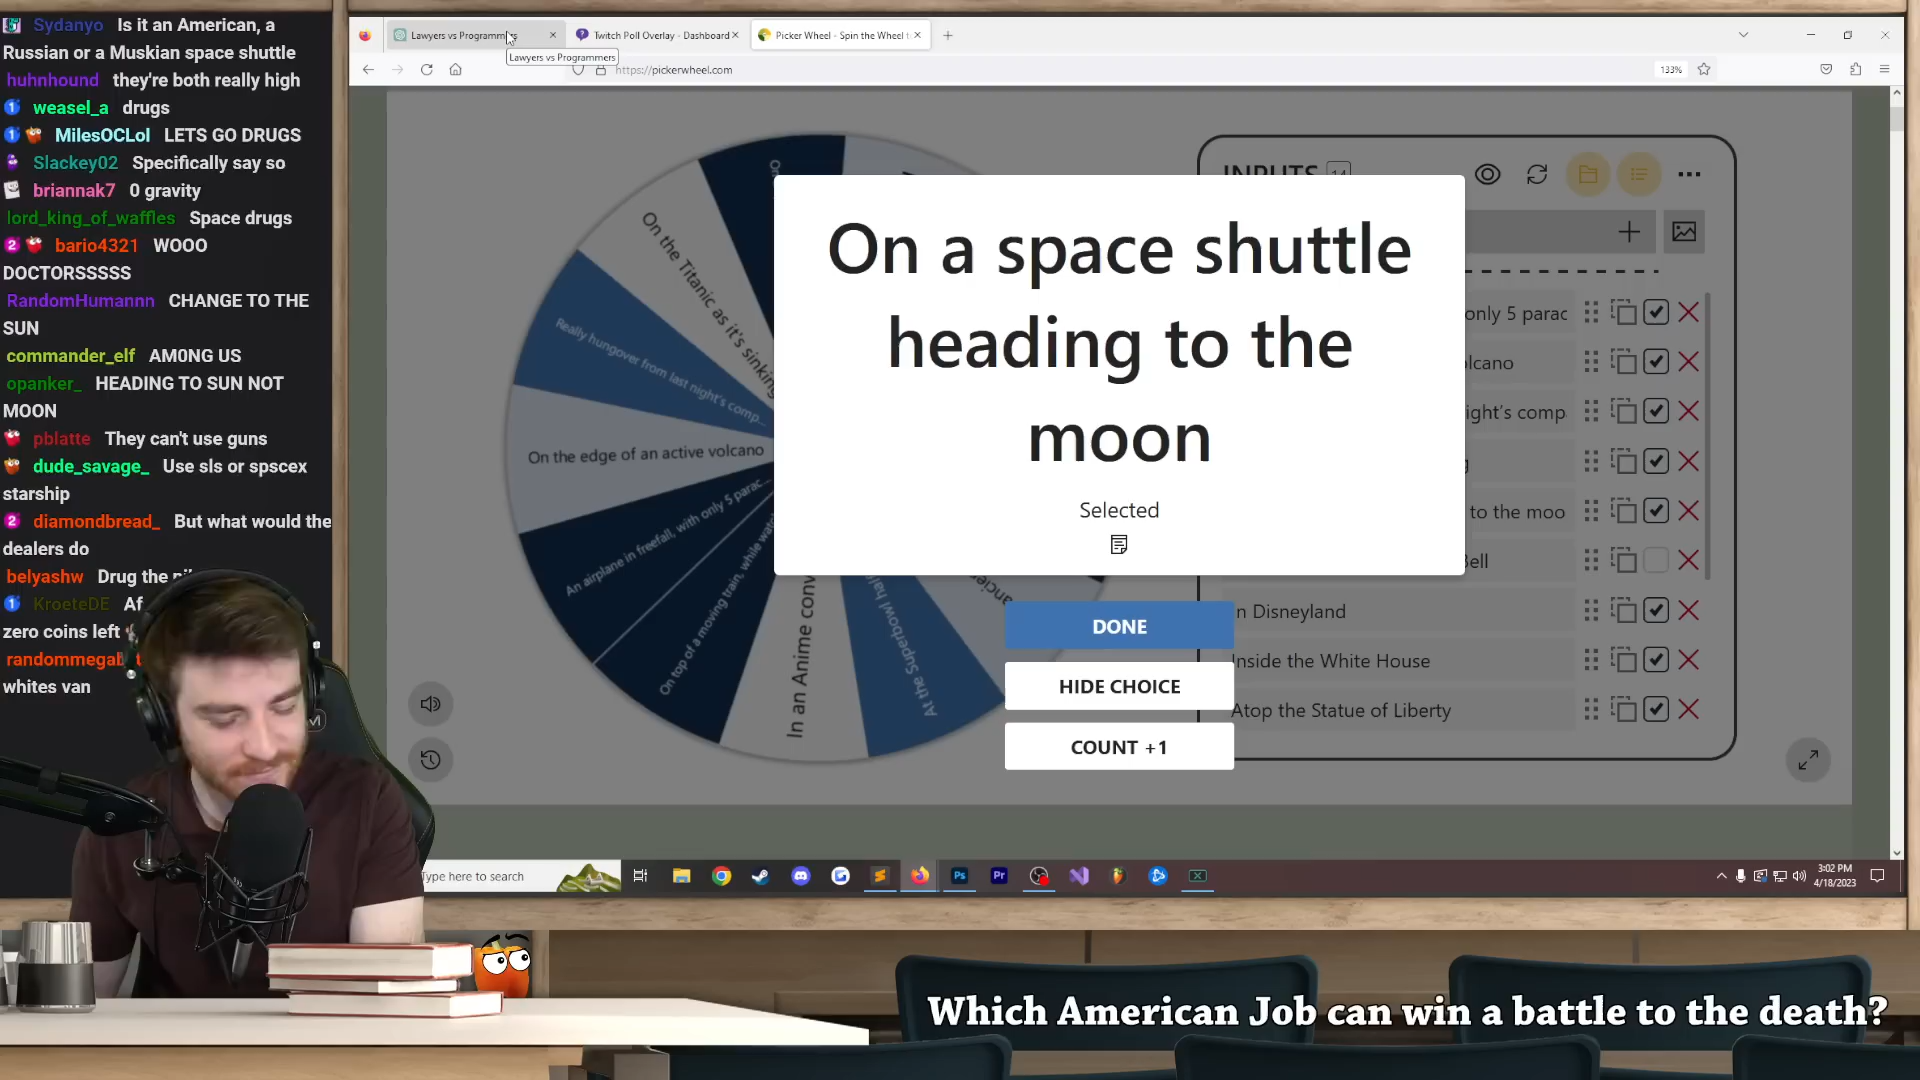 Sydanyo Is it an American, a
Russian or a Muskian space shuttle
huhnhound they're both really high
weasel_a drugs
MilesOCLol LETS GO DRUGS
Slackey02 Specifically say so
briannak7 0 gravity
lord_king_of_waffles Space drugs
2 bario4321 WOOO
DOCTORSSSSS
RandomHumannn CHANGE TO THE
SUN
commander_elf AM0NG US
opanker_ HEADING TO SUN NOT
MOON
pblatte They can't use guns
dude_savage_ Use sls or spscex
starship
2 diamondbread_ But what would the
dealers do
belyashw Drug the
KroeteDE
zero coins left
whites van
Lawyers vs Programmers
Twitch Poll Overlay - Dashboard
Picker Wheel - Spin the Wheel
Lawyers vs Programmers
https://pickerwheel.com
133%
On the Titanic as it's sinking
Really hungover from last night's comp...
On the edge of an active volcano
An airplane in freefall, with only 5 parac...
On top of a moving train, while
In an Anime
At the Superbowl
INPUTS 14
On a space shuttle
heading to the
moon
Selected
DONE
HIDE CHOICE
COUNT +1
only 5 parac
ight's comp
to the moo
Bell
In Disneyland
Inside the White House
Atop the Statue of Liberty
Type here to search
Ps
Pr
3:02 PM
4/18/2023
Which American Job can win a battle to the death?